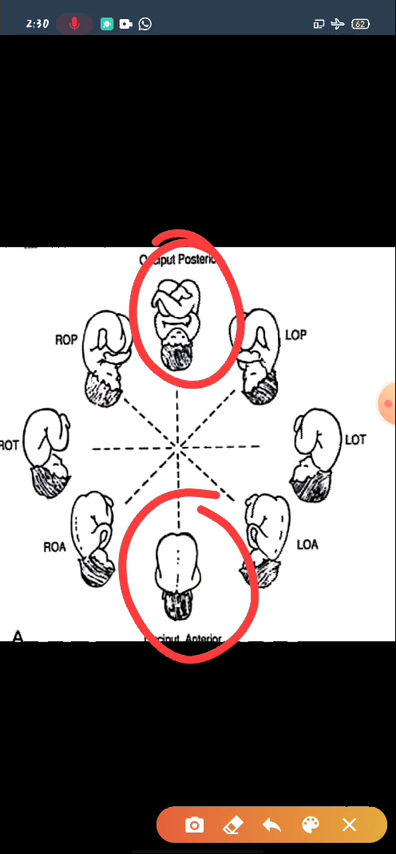 2:30
62
Occiput Posterior
ROP
LOP
ROT
LOT
ROA
LOA
Occiput Anterior
A